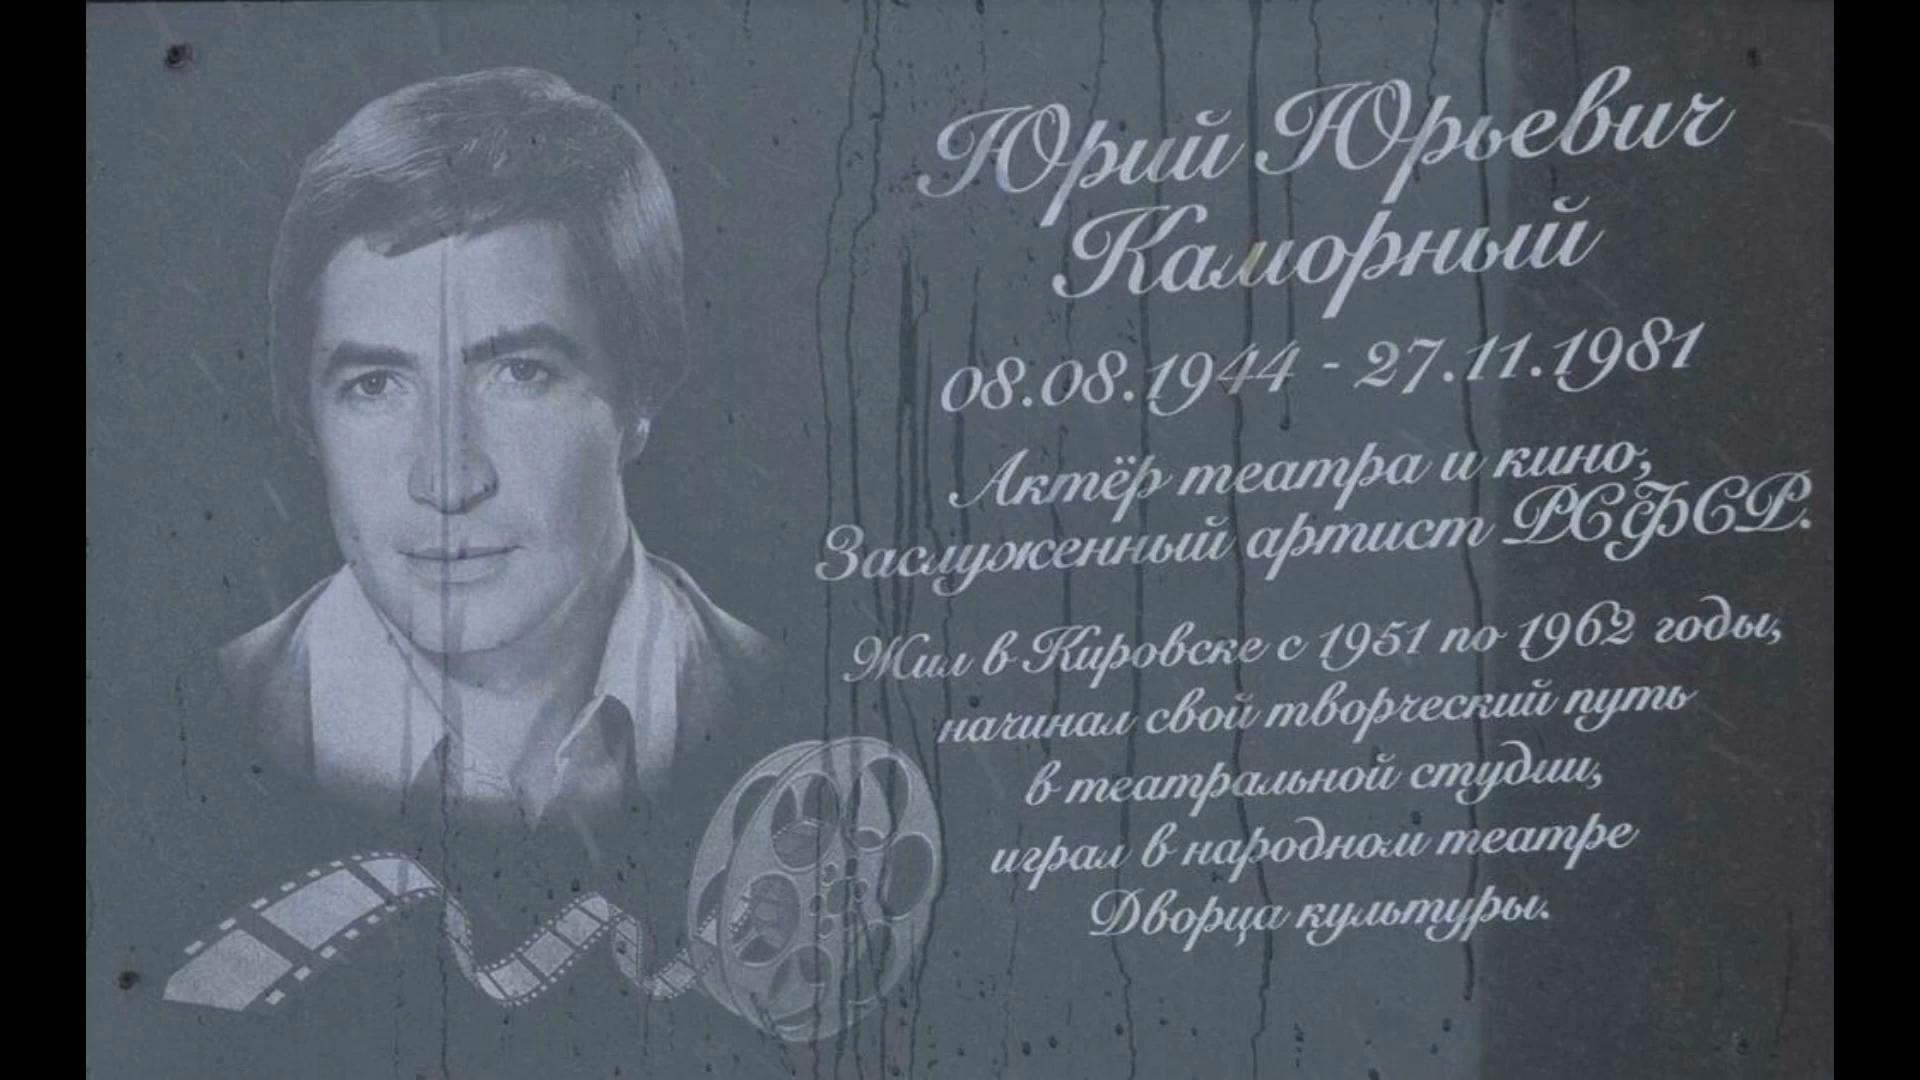 Юрий Юрьевич
Каморный
08.08.1944 - 27.11.1981
Актёр театра и кино,
Заслуженный артист РСФСР.
Жил в Кировске с 1951 по 1962 годы,
начинал свой творческий путь
в театральной студии,
играл в народном театре
Дворца культуры.